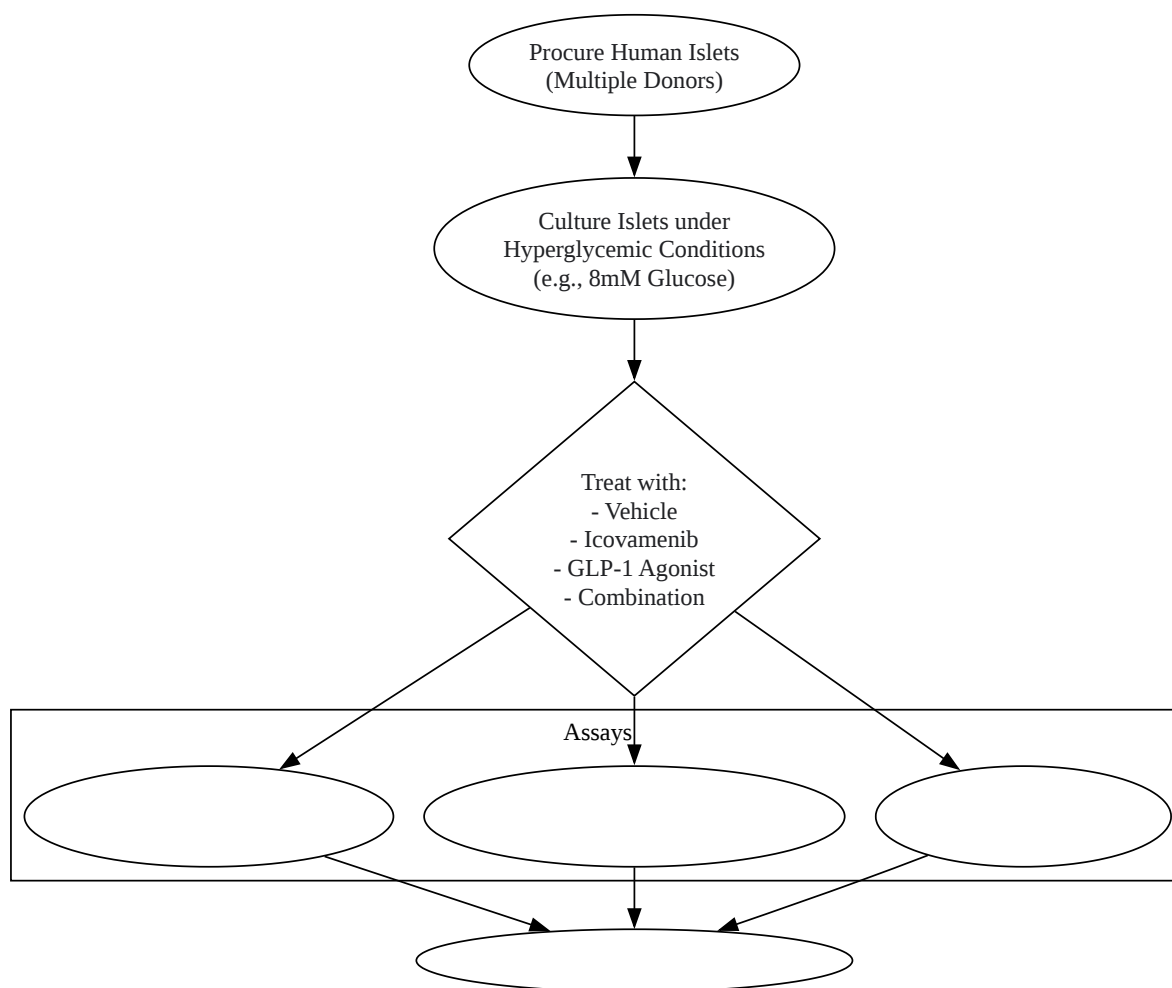 Procure Human Islets
(Multiple Donors)
Culture Islets under
Hyperglycemic Conditions
(e.g., 8mM Glucose)
Treat with:
- Vehicle
- Icovamenib
- GLP-1 Agonist
- Combination
Assays